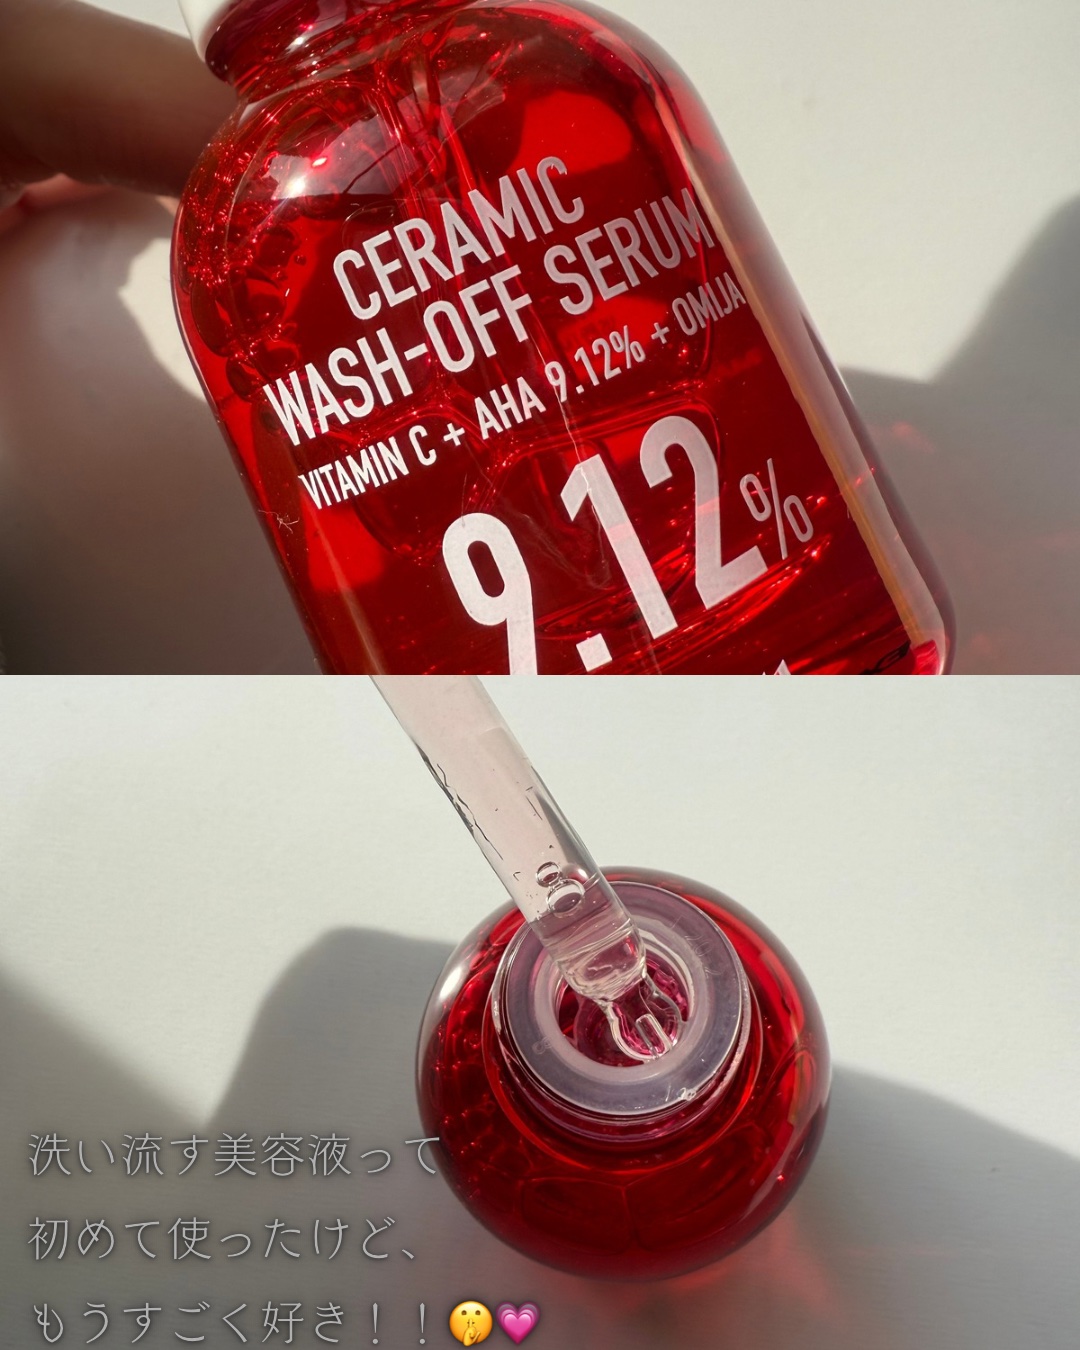 CERAMIC
WASH-OFF SERUM
VITAMIN C + AHA 9.12% + OMIJA
9.12%
洗い流す美容液って
初めて使ったけど、
もうすごく好き！！🤫💗